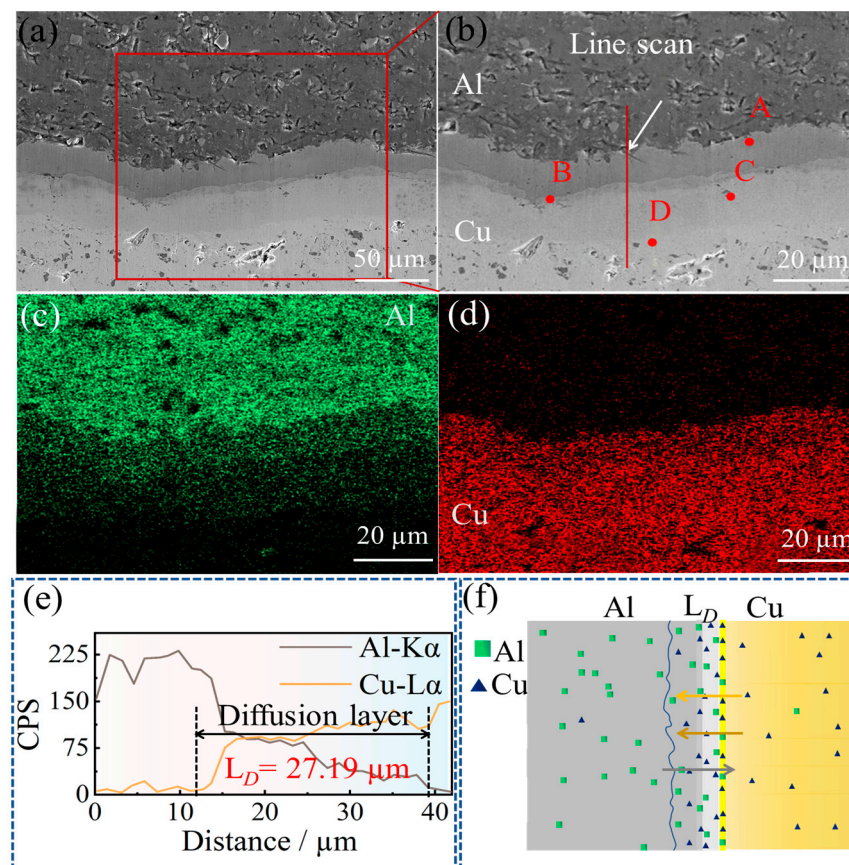 (a)
50 µm
(b)
Line scan
Al
A
B
C
D
Cu
20 µm
(c)
Al
20 µm
(d)
Cu
20 µm
(e)
225
150
75
0
CPS
Al-Kα
Cu-Lα
Diffusion layer
L_D= 27.19 µm
0 10 20 30 40
Distance / µm
(f)
Al L_D Cu
Al
Cu